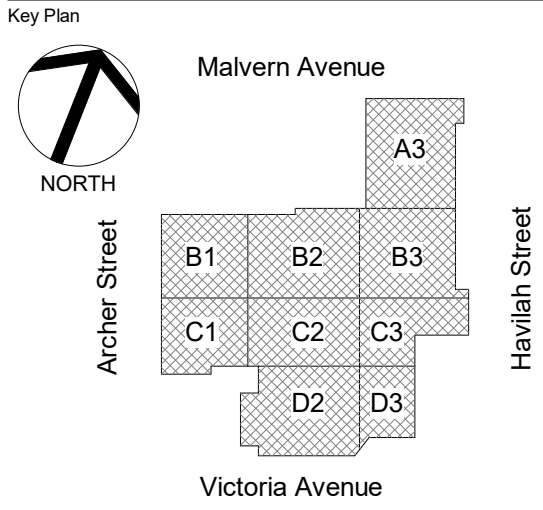 Key Plan
Malvern Avenue
NORTH
A3
Archer Street
B1
B2
B3
Havilah Street
C1
C2
C3
D2
D3
Victoria Avenue